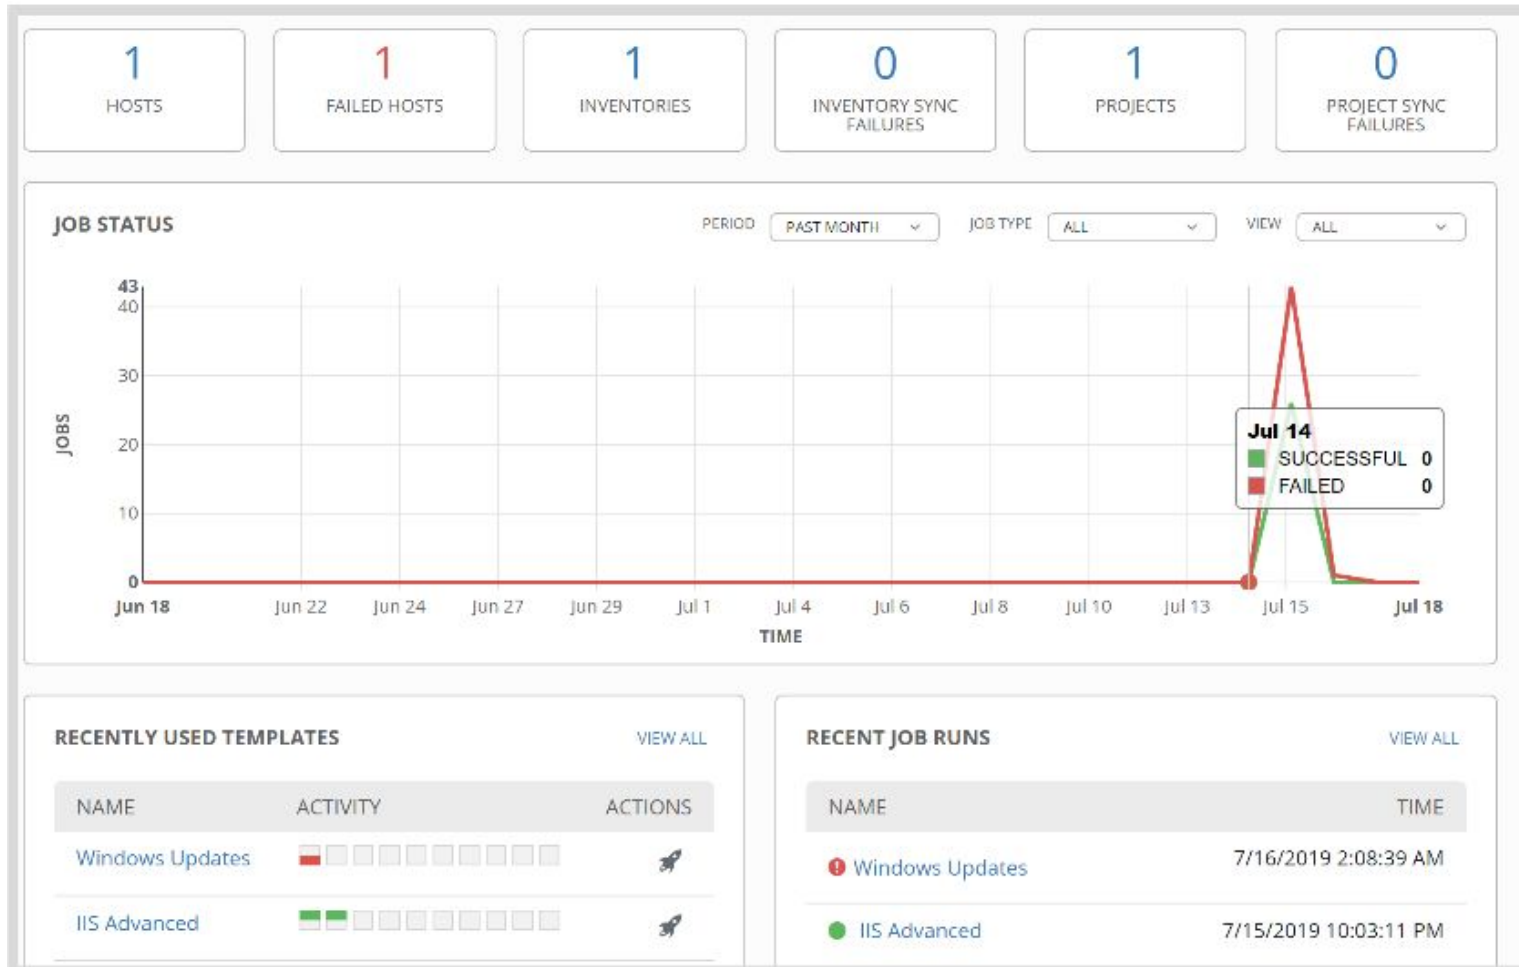 1
HOSTS
1
FAILED HOSTS
1
INVENTORIES
0
INVENTORY SYNC
FAILURES
1
PROJECTS
0
PROJECT SYNC
FAILURES
JOB STATUS
PERIOD PAST MONTH JOB TYPE ALL VIEW ALL
43
40
30
20
10
0
JOBS
Jul 14
SUCCESSFUL 0
FAILED 0
Jun 18 Jun 22 Jun 24 Jun 27 Jun 29 Jul 1 Jul 4 Jul 6 Jul 8 Jul 10 Jul 13 Jul 15 Jul 18
TIME
RECENTLY USED TEMPLATES VIEW ALL
NAME ACTIVITY ACTIONS
Windows Updates
IIS Advanced
RECENT JOB RUNS VIEW ALL
NAME TIME
Windows Updates 7/16/2019 2:08:39 AM
IIS Advanced 7/15/2019 10:03:11 PM